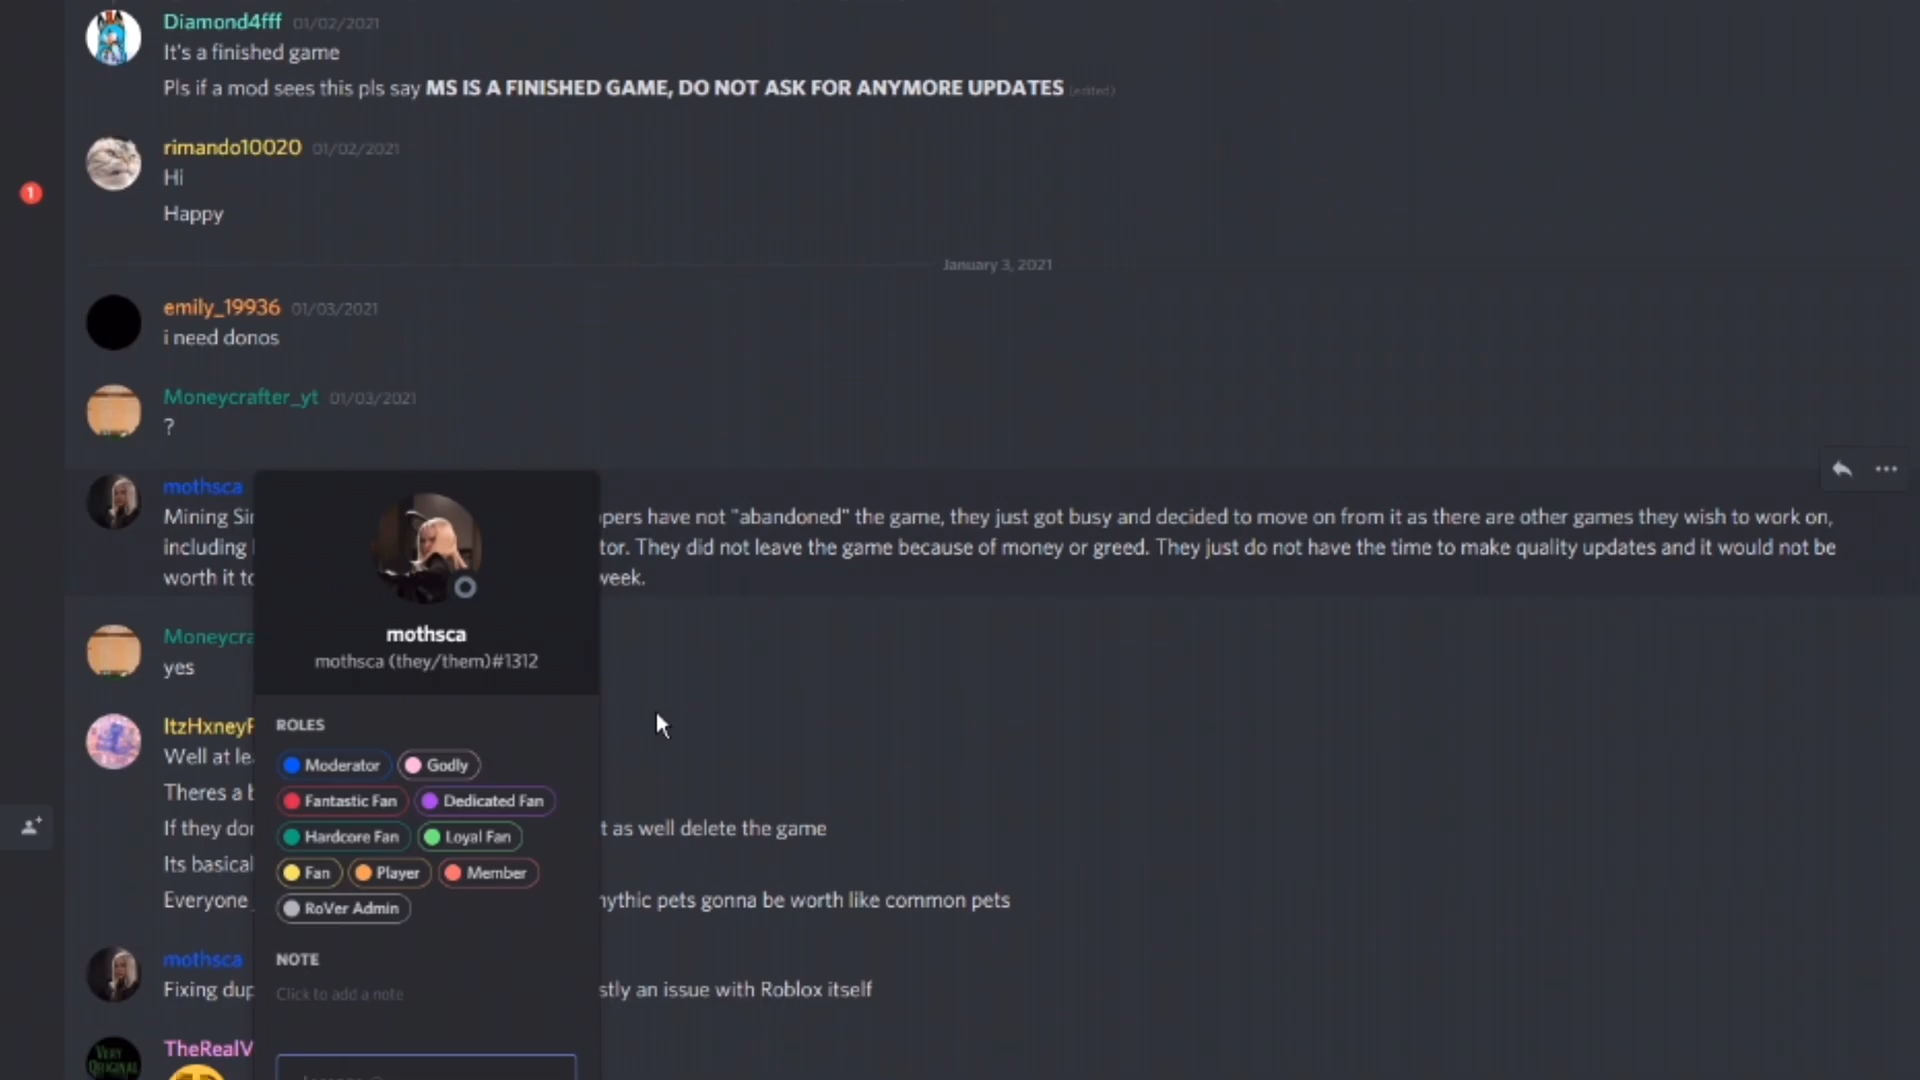 Diamond4fff 01/02/2021
It's a finished game
Pls if a mod sees this pls say MS IS A FINISHED GAME, DO NOT ASK FOR ANYMORE UPDATES (edited)
rimando10020 01/02/2021
Hi
1
Happy
January 3, 2021
emily_19936 01/03/2021
i need donos
Moneycrafter_yt 01/03/2021
?
mothsca
Mining Sir pers have not "abandoned" the game, they just got busy and decided to move on from it as there are other games they wish to work on,
including tor. They did not leave the game because of money or greed. They just do not have the time to make quality updates and it would not be
worth it to week.
mothsca
mothsca (they/them)#1312
Moneycra
yes
ROLES
ItzHxneyF
Well at lea
Moderator Godly
Theres a b
Fantastic Fan Dedicated Fan
If they don t as well delete the game
Hardcore Fan Loyal Fan
Its basical
Fan Player Member
Everyone nythic pets gonna be worth like common pets
RoVer Admin
mothsca
NOTE
Fixing dup stly an issue with Roblox itself
Click to add a note
TheRealV
VERY
ORIGINAL